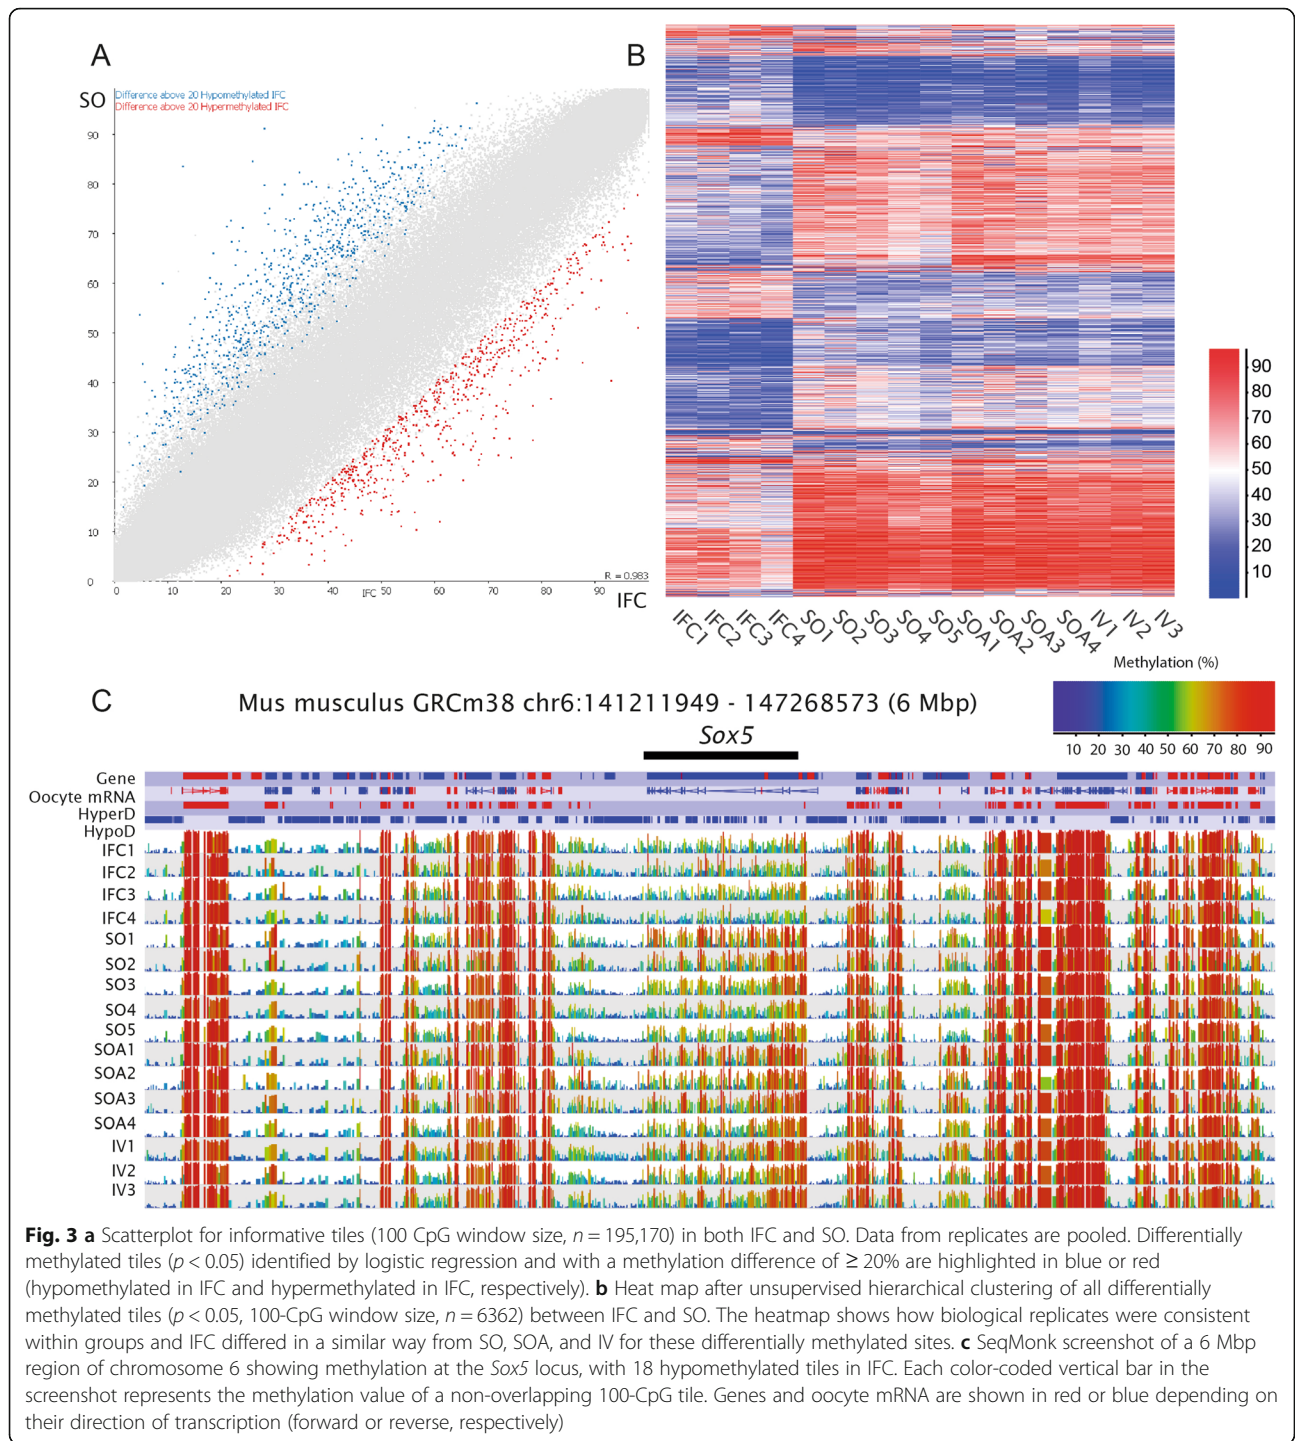 A
SO
Difference above 20 Hypomethylated IFC
Difference above 20 Hypermethylated IFC
90
80
70
60
50
40
30
20
10
0
0 10 20 30 40 50 60 70 80 90
IFC
R = 0.983
IFC
B
IFC1 IFC2 IFC3 IFC4 SO1 SO2 SO3 SO4 SO5 SOA1 SOA2 SOA3 SOA4 IV1 IV2 IV3
90
80
70
60
50
40
30
20
10
Methylation (%)
10 20 30 40 50 60 70 80 90
C
Mus musculus GRCm38 chr6:141211949 - 147268573 (6 Mbp)
Sox5
Gene
Oocyte mRNA
HyperD
HypoD
IFC1
IFC2
IFC3
IFC4
SO1
SO2
SO3
SO4
SO5
SOA1
SOA2
SOA3
SOA4
IV1
IV2
IV3
Fig. 3 a Scatterplot for informative tiles (100 CpG window size, n = 195,170) in both IFC and SO. Data from replicates are pooled. Differentially
methylated tiles (p < 0.05) identified by logistic regression and with a methylation difference of ≥ 20% are highlighted in blue or red
(hypomethylated in IFC and hypermethylated in IFC, respectively). b Heat map after unsupervised hierarchical clustering of all differentially
methylated tiles (p < 0.05, 100-CpG window size, n = 6362) between IFC and SO. The heatmap shows how biological replicates were consistent
within groups and IFC differed in a similar way from SO, SOA, and IV for these differentially methylated sites. c SeqMonk screenshot of a 6 Mbp
region of chromosome 6 showing methylation at the Sox5 locus, with 18 hypomethylated tiles in IFC. Each color-coded vertical bar in the
screenshot represents the methylation value of a non-overlapping 100-CpG tile. Genes and oocyte mRNA are shown in red or blue depending on
their direction of transcription (forward or reverse, respectively)